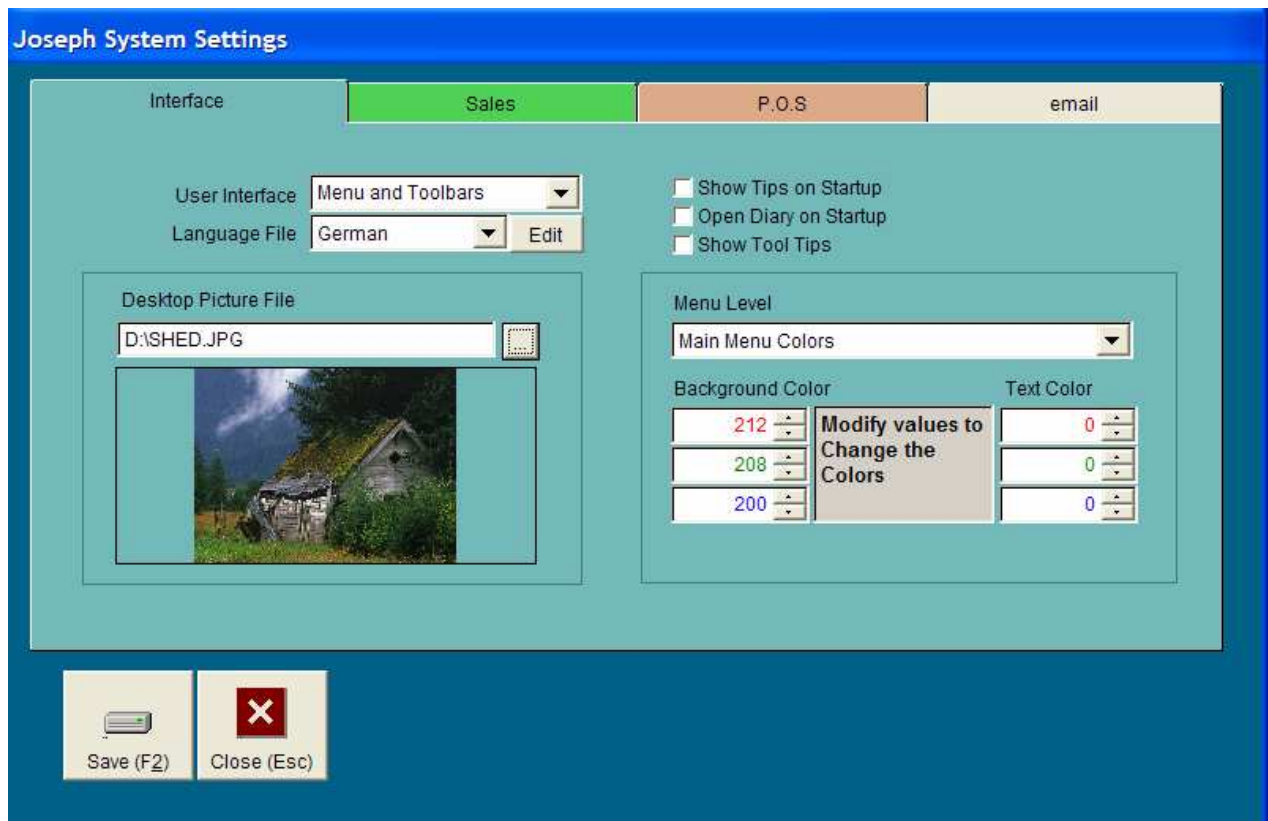 Joseph System Settings
Interface
Sales
P.O.S
email
User Interface
Menu and Toolbars
Language File
German
Edit
Show Tips on Startup
Open Diary on Startup
Show Tool Tips
Desktop Picture File
D:\SHED.JPG
...
Menu Level
Main Menu Colors
Background Color
Text Color
212
208
200
Modify values to
Change the
Colors
0
0
0
Save (F2)
Close (Esc)